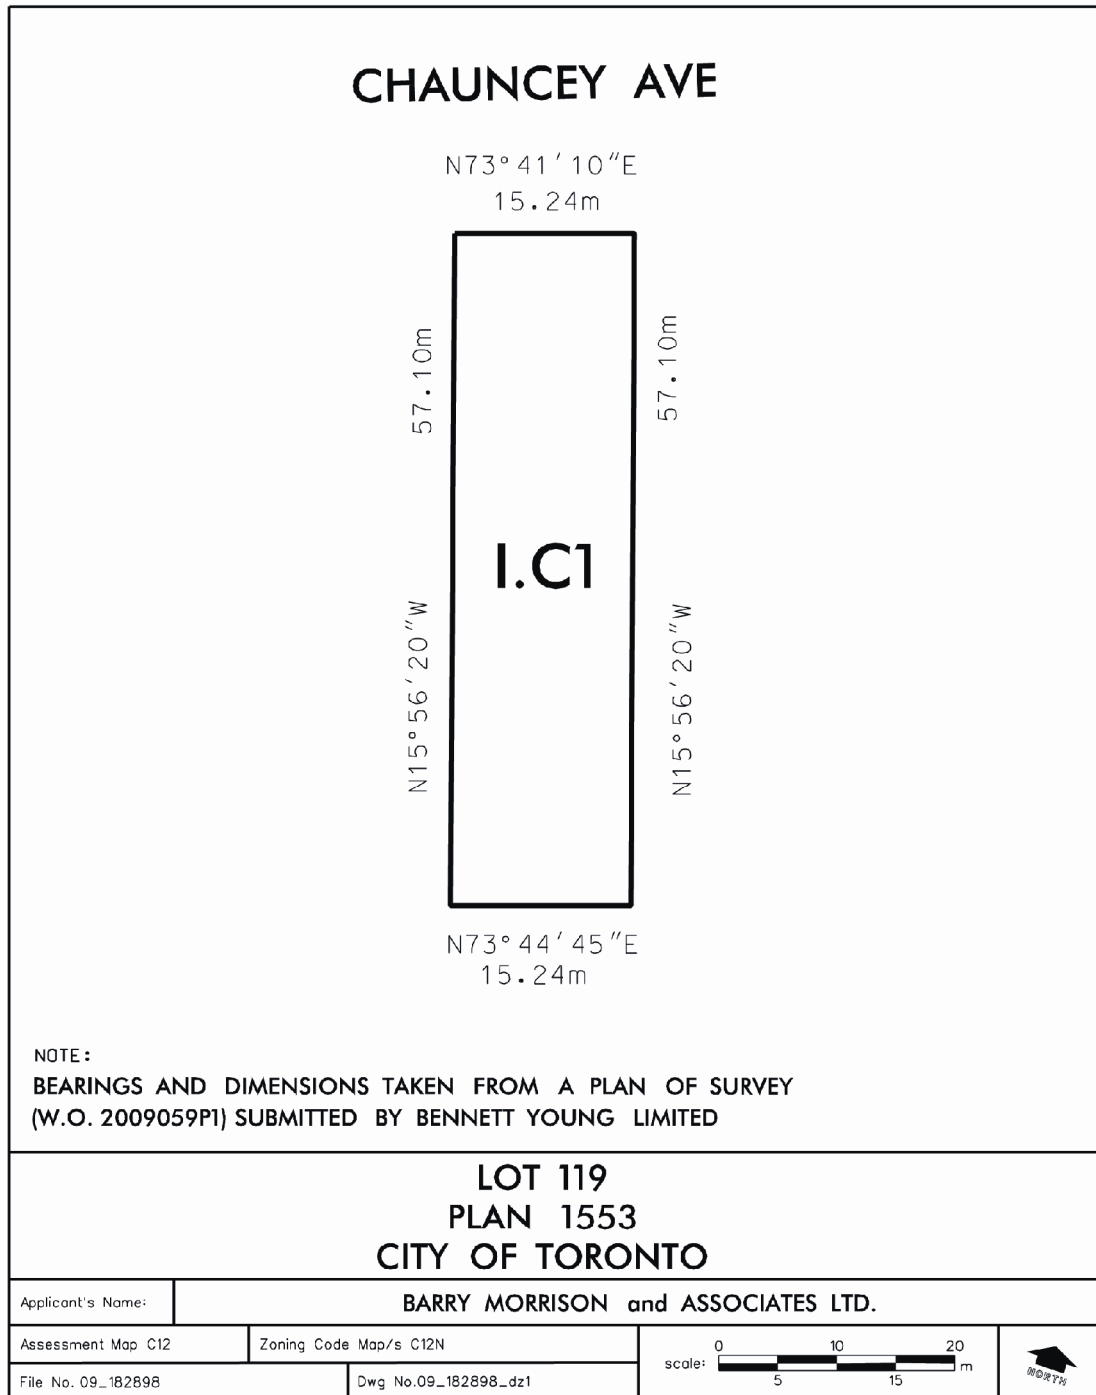 CHAUNCEY AVE
N73°41'10"E
15.24m
57.10m
57.10m
I.C1
N15°56'20"W
N15°56'20"W
N73°44'45"E
15.24m
NOTE:
BEARINGS AND DIMENSIONS TAKEN FROM A PLAN OF SURVEY
(W.O. 2009059P1) SUBMITTED BY BENNETT YOUNG LIMITED
LOT 119
PLAN 1553
CITY OF TORONTO
Applicant's Name:
BARRY MORRISON and ASSOCIATES LTD.
Assessment Map C12
Zoning Code Map/s C12N
File No. 09_182898
Dwg No.09_182898_dz1
scale:
0 10 20
m
5 15
NORTH